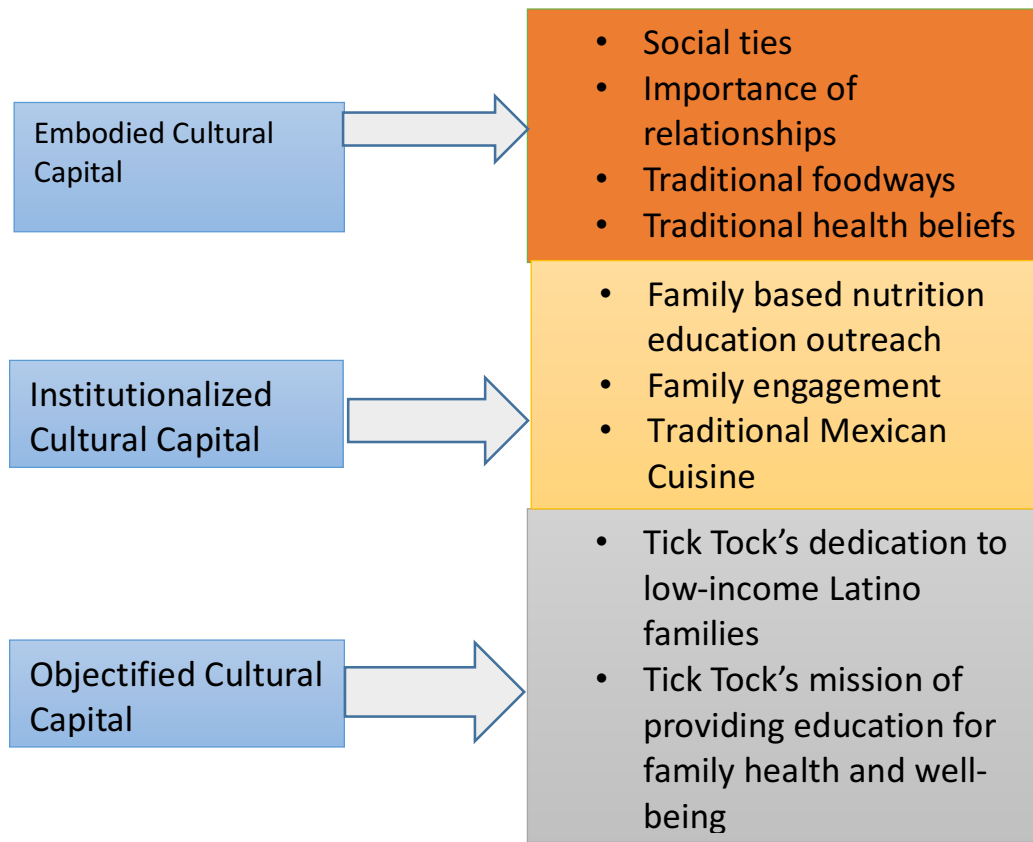 Embodied Cultural
Capital
• Social ties
• Importance of
relationships
• Traditional foodways
• Traditional health beliefs
Institutionalized
Cultural Capital
• Family based nutrition
education outreach
• Family engagement
• Traditional Mexican
Cuisine
Objectified Cultural
Capital
• Tick Tock’s dedication to
low-income Latino
families
• Tick Tock’s mission of
providing education for
family health and well-
being